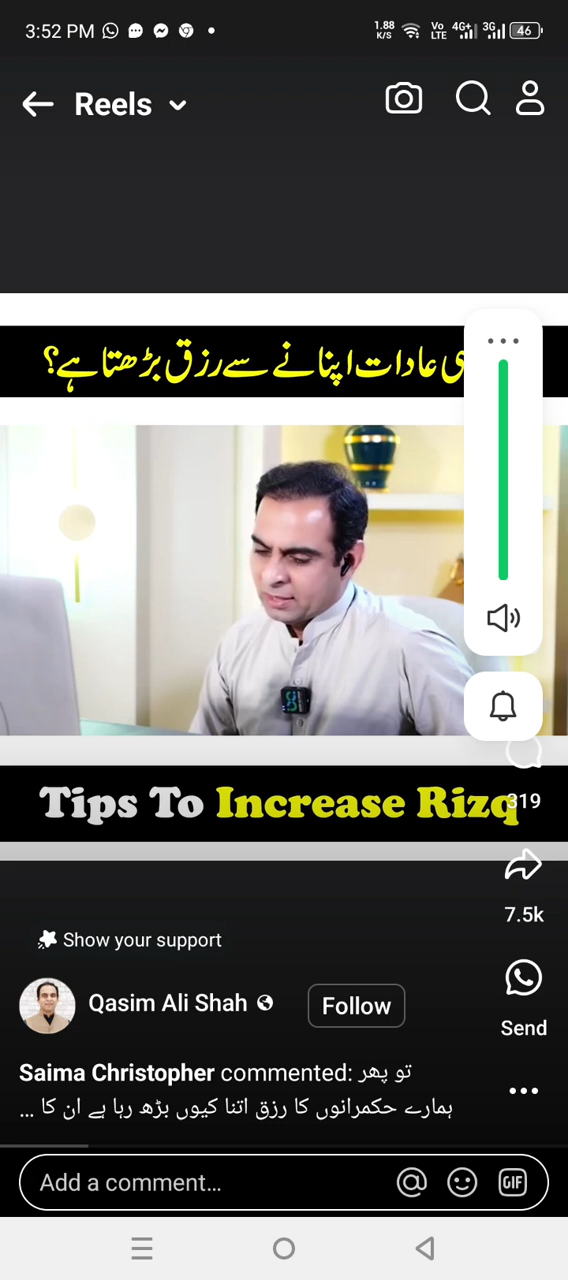 3:52 PM
1.88 K/S
Vo LTE 4G+ 3G 46
Reels
عادات اپنانے سے رزق بڑھتا ہے؟
Tips To Increase Rizq
319
7.5k
Show your support
Qasim Ali Shah
Follow
Send
Saima Christopher commented: تو پھر
ہمارے حکمرانوں کا رزق اتنا کیوں بڑھ رہا ہے ان کا ...
Add a comment...
GIF